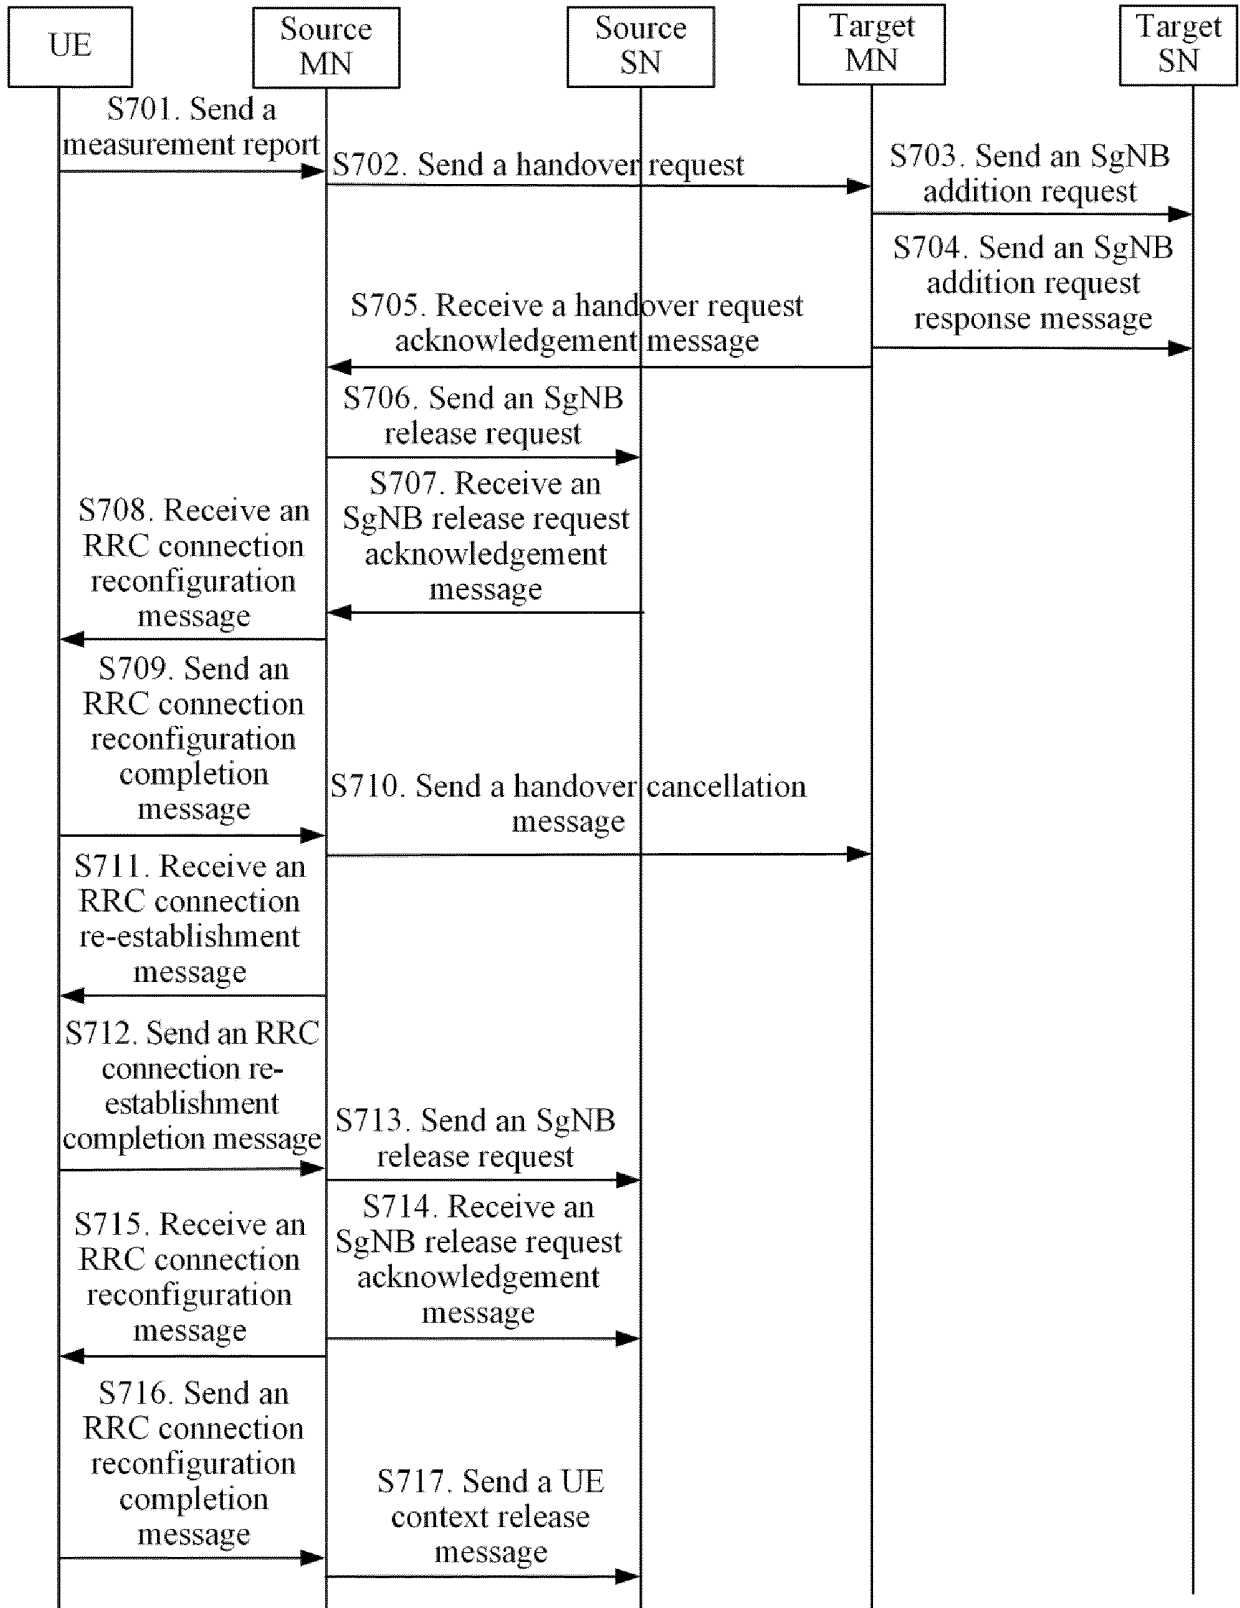 UE
Source
MN
Source
SN
Target
MN
Target
SN
S701. Send a
measurement report
S702. Send a handover request
S703. Send an SgNB
addition request
S704. Send an SgNB
addition request
response message
S705. Receive a handover request
acknowledgement message
S706. Send an SgNB
release request
S707. Receive an
SgNB release request
acknowledgement
message
S708. Receive an
RRC connection
reconfiguration
message
S709. Send an
RRC connection
reconfiguration
completion
message
S710. Send a handover cancellation
message
S711. Receive an
RRC connection
re-establishment
message
S712. Send an RRC
connection re-
establishment
completion message
S713. Send an SgNB
release request
S714. Receive an
SgNB release request
acknowledgement
message
S715. Receive an
RRC connection
reconfiguration
message
S716. Send an
RRC connection
reconfiguration
completion
message
S717. Send a UE
context release
message